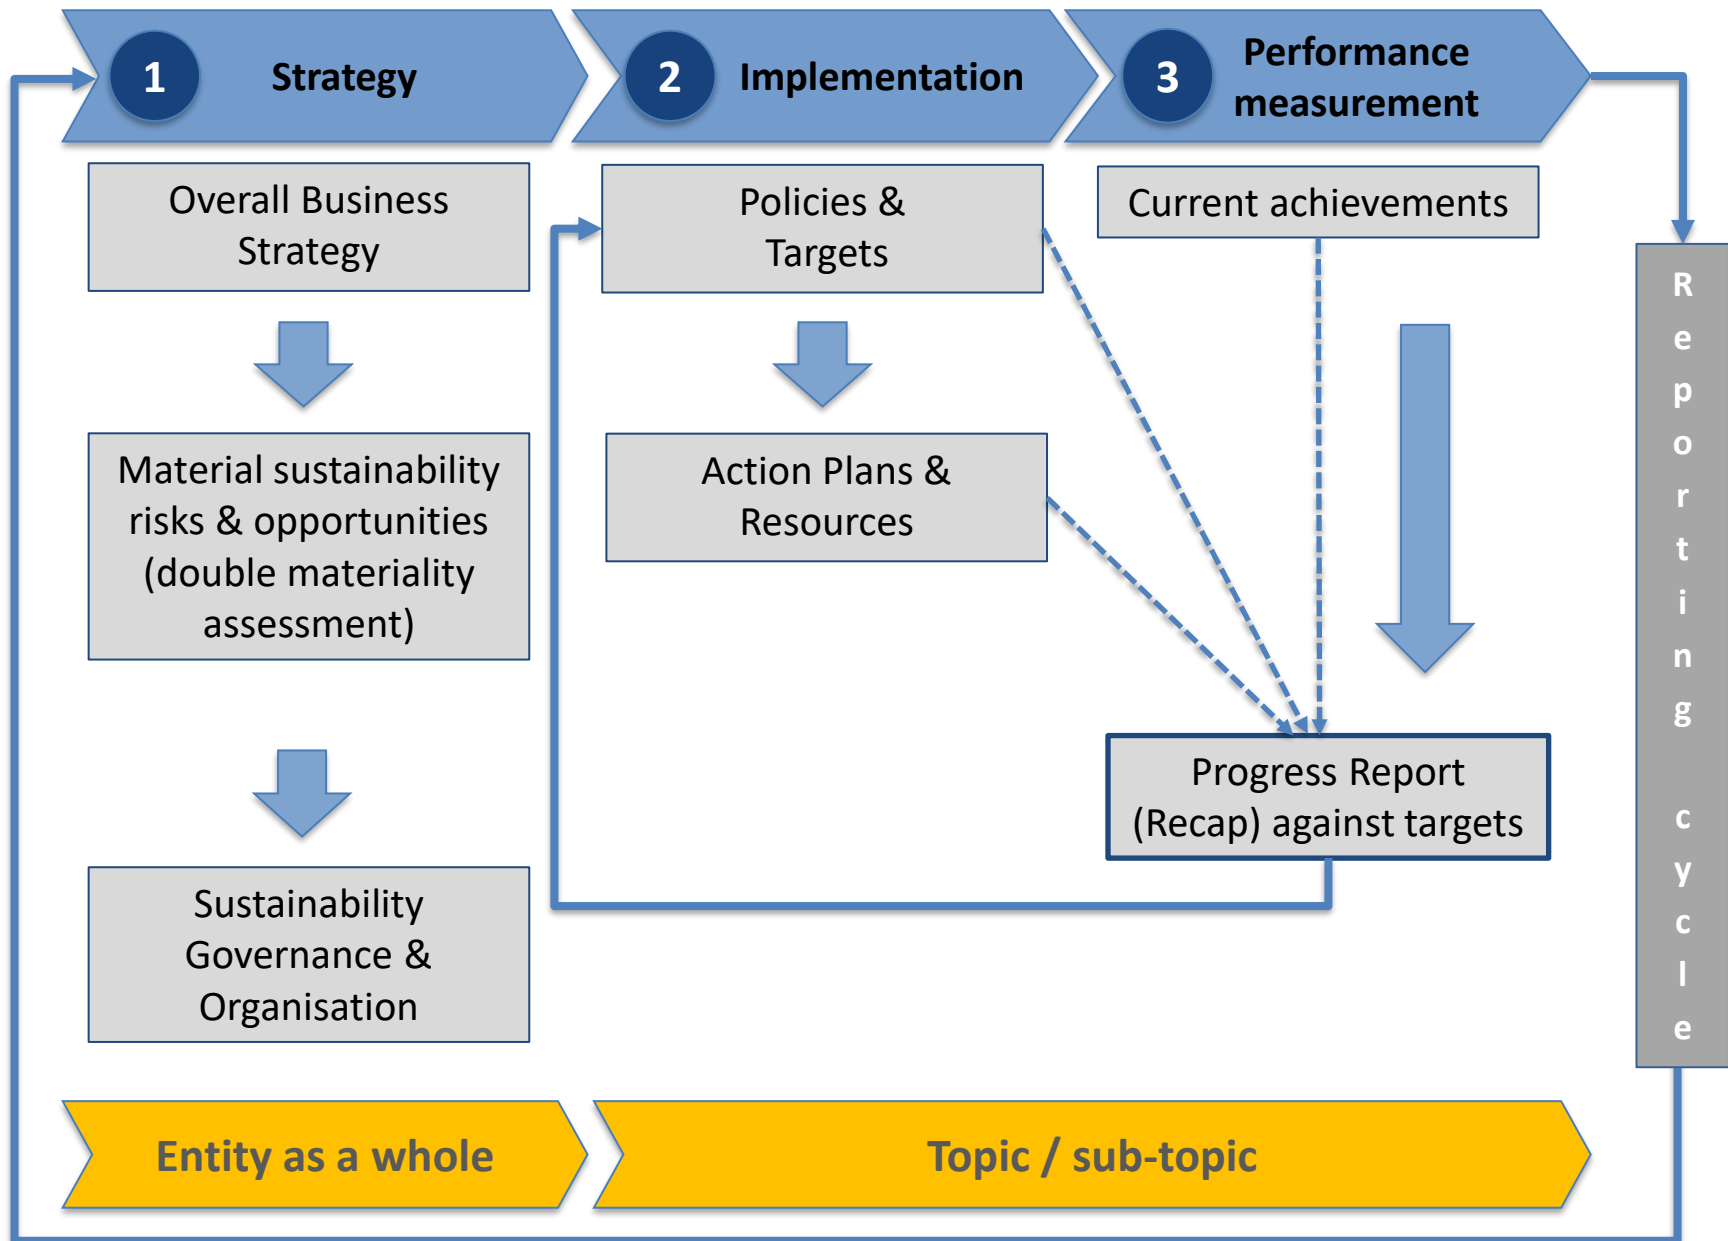 1
Strategy
2
Implementation
3
Performance
measurement
Overall Business
Strategy
Material sustainability
risks & opportunities
(double materiality
assessment)
Sustainability
Governance &
Organisation
Policies &
Targets
Action Plans &
Resources
Current achievements
Progress Report
(Recap) against targets
Reporting cycle
Entity as a whole
Topic / sub-topic